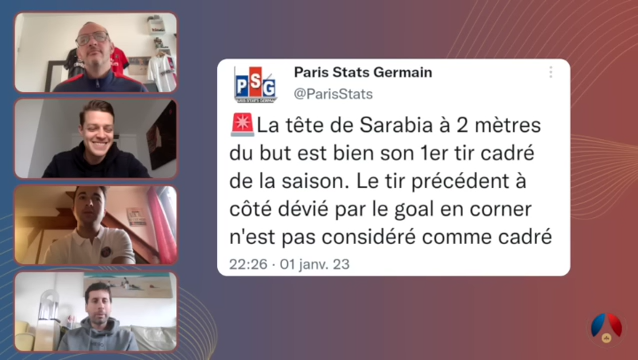 PSG
Paris Stats Germain
@ParisStats
🚨La tête de Sarabia à 2 mètres
du but est bien son 1er tir cadré
de la saison. Le tir précédent à
côté dévié par le goal en corner
n'est pas considéré comme cadré
22:26 · 01 janv. 23